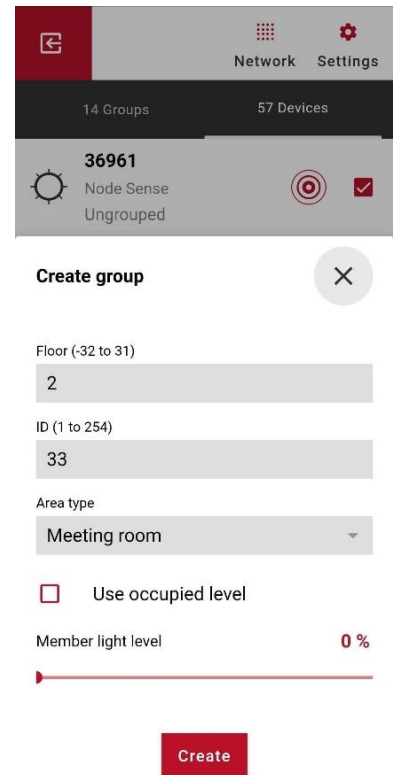 Network Settings
14 Groups 57 Devices
36961
Node Sense
Ungrouped
Create group
Floor (-32 to 31)
2
ID (1 to 254)
33
Area type
Meeting room
Use occupied level
Member light level 0 %
Create